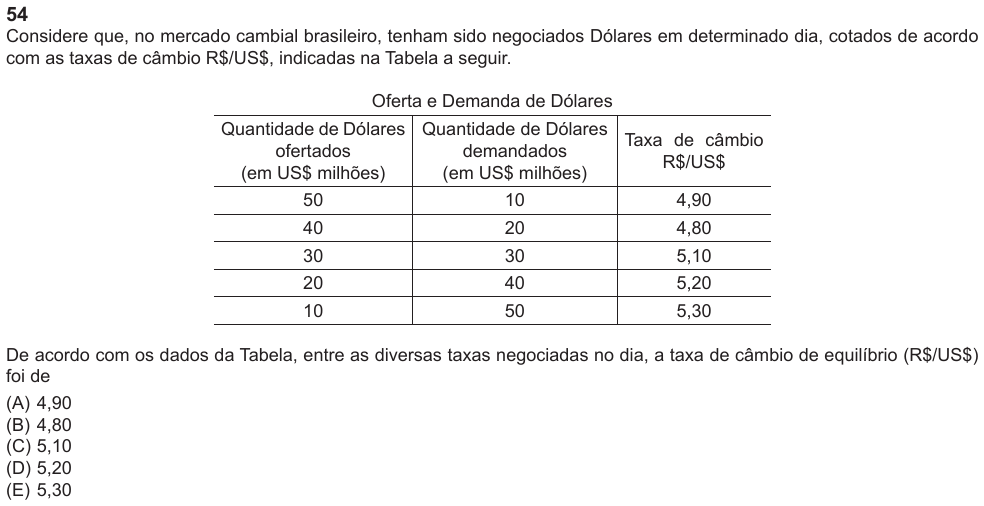 54
Considere que, no mercado cambial brasileiro, tenham sido negociados Dólares em determinado dia, cotados de acordo
com as taxas de câmbio R$/US$, indicadas na Tabela a seguir.
Oferta e Demanda de Dólares
Quantidade de Dólares ofertados (em US$ milhões) Quantidade de Dólares demandados (em US$ milhões) Taxa de câmbio R$/US$
50 10 4,90
40 20 4,80
30 30 5,10
20 40 5,20
10 50 5,30
De acordo com os dados da Tabela, entre as diversas taxas negociadas no dia, a taxa de câmbio de equilíbrio (R$/US$)
foi de
(A) 4,90
(B) 4,80
(C) 5,10
(D) 5,20
(E) 5,30